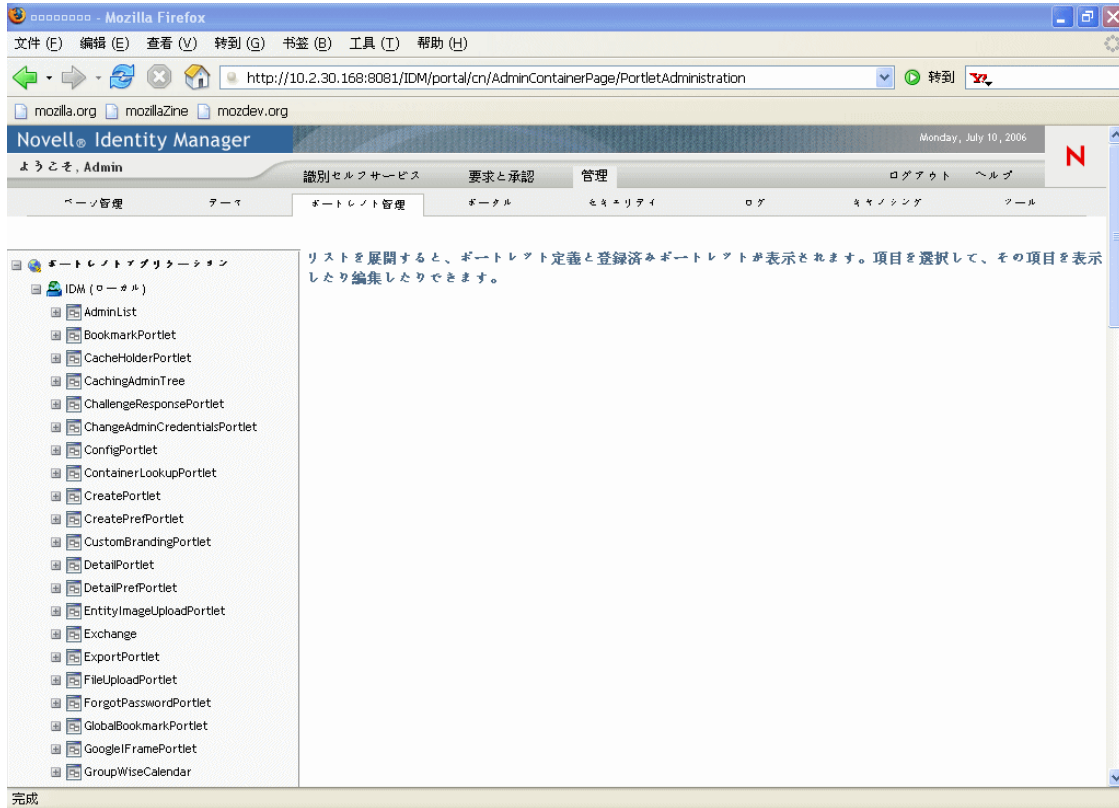 - Mozilla Firefox
文件 (F) 编辑 (E) 查看 (V) 转到 (G) 书签 (B) 工具 (T) 帮助 (H)
http://10.2.30.168:8081/IDM/portal/cn/AdminContainerPage/PortletAdministration 转到
mozilla.org mozillaZine mozdev.org
Novell® Identity Manager Monday, July 10, 2006
ようこそ, Admin N
識別セルフサービス 要求と承認 管理 ログアウト ヘルプ
ページ管理 テーマ ポートレット管理 ポータル セキュリティ ログ キャッシング ツール
ポートレットアプリケーション
リストを展開すると、ポートレット定義と登録済みポートレットが表示されます。項目を選択して、その項目を表示
したり編集したりできます。
IDM (ローカル)
AdminList
BookmarkPortlet
CacheHolderPortlet
CachingAdminTree
ChallengeResponsePortlet
ChangeAdminCredentialsPortlet
ConfigPortlet
ContainerLookupPortlet
CreatePortlet
CreatePrefPortlet
CustomBrandingPortlet
DetailPortlet
DetailPrefPortlet
EntityImageUploadPortlet
Exchange
ExportPortlet
FileUploadPortlet
ForgotPasswordPortlet
GlobalBookmarkPortlet
GoogleIFramePortlet
GroupWiseCalendar
完成